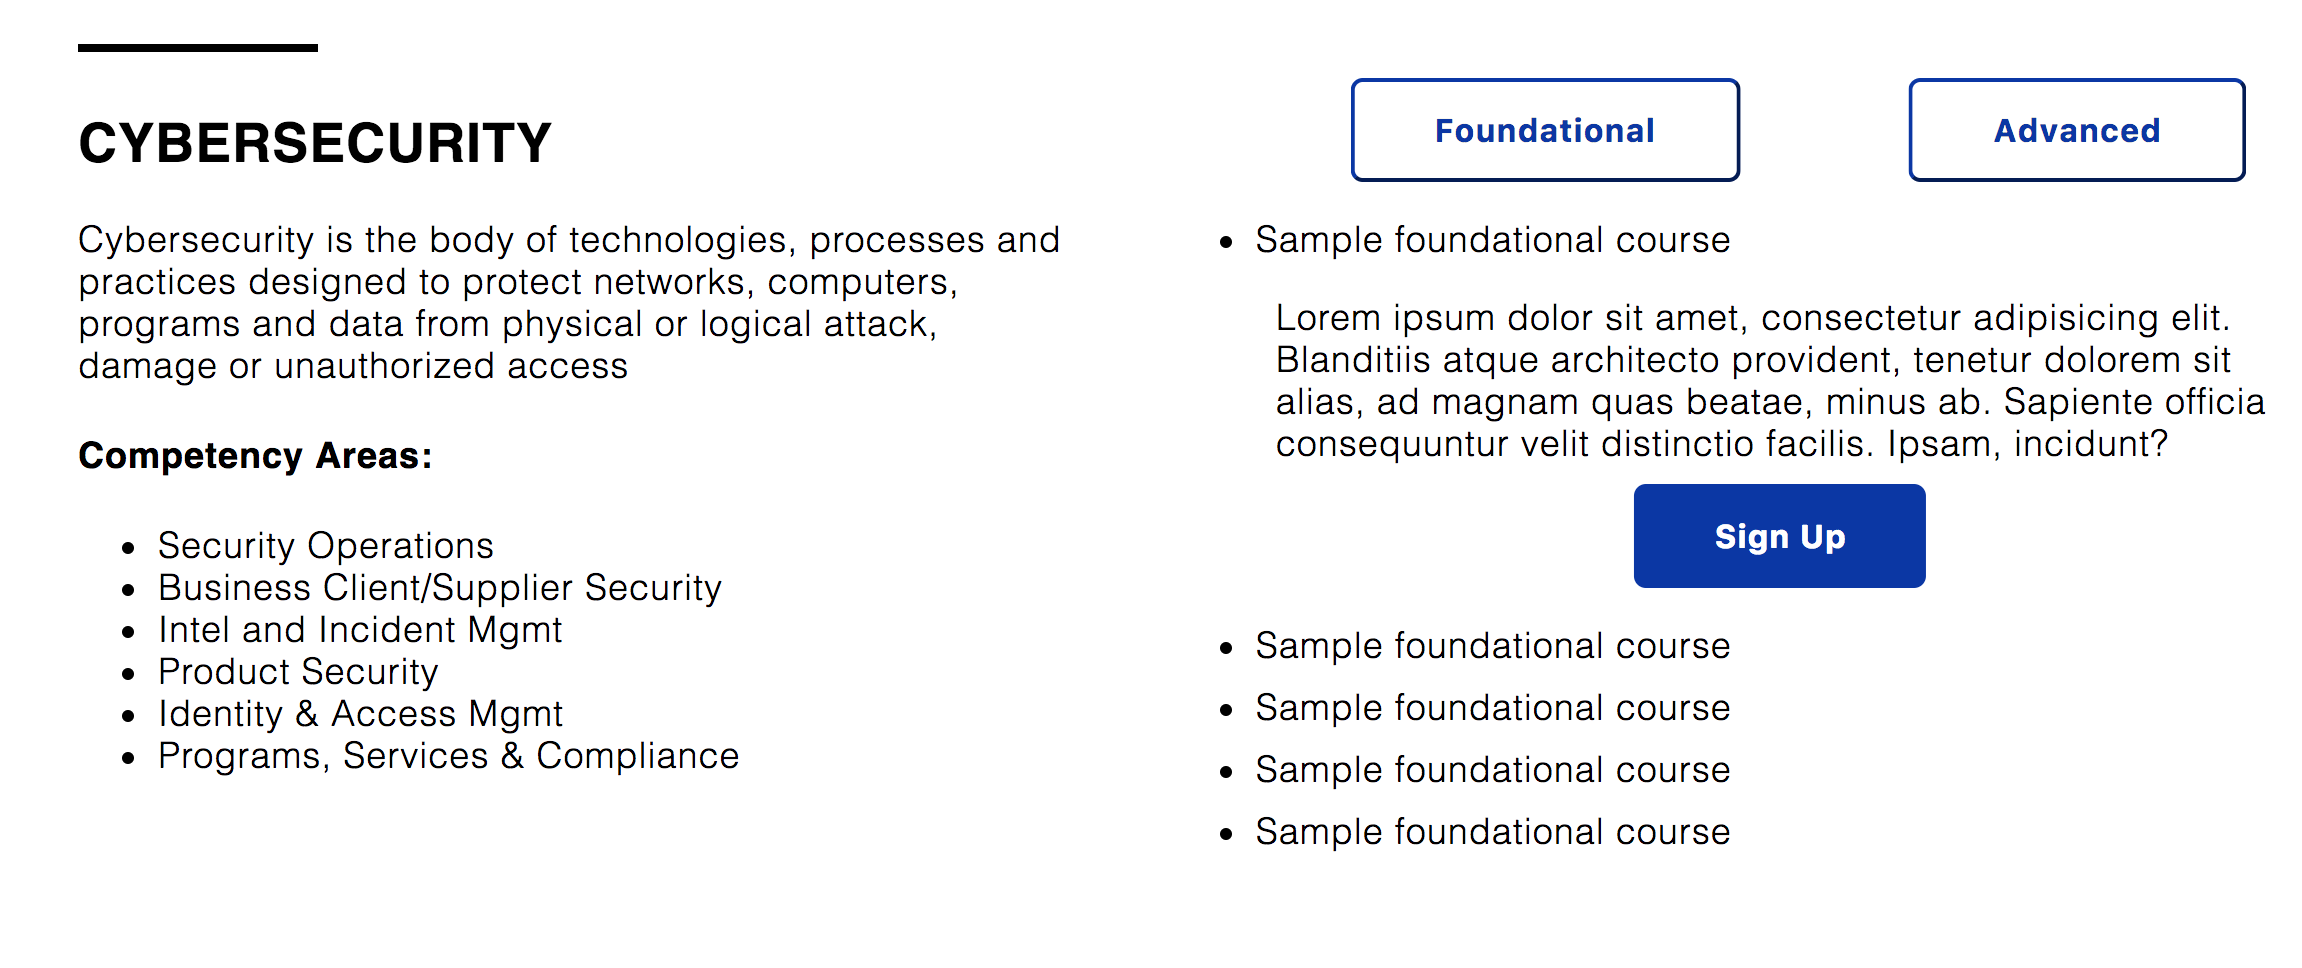 CYBERSECURITY
Cybersecurity is the body of technologies, processes and
practices designed to protect networks, computers,
programs and data from physical or logical attack,
damage or unauthorized access
Competency Areas:
Security Operations
Business Client/Supplier Security
Intel and Incident Mgmt
Product Security
Identity & Access Mgmt
Programs, Services & Compliance
Foundational
Advanced
Sample foundational course
Lorem ipsum dolor sit amet, consectetur adipisicing elit.
Blanditiis atque architecto provident, tenetur dolorem sit
alias, ad magnam quas beatae, minus ab. Sapiente officia
consequuntur velit distinctio facilis. Ipsam, incidunt?
Sign Up
Sample foundational course
Sample foundational course
Sample foundational course
Sample foundational course